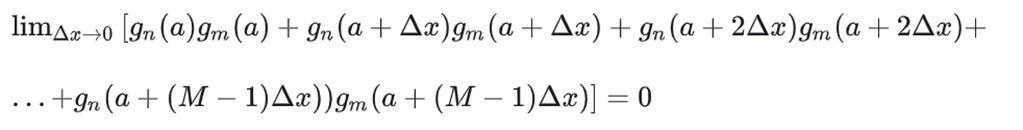 lim_{Δx→0} [g_n(a)g_m(a) + g_n(a + Δx)g_m(a + Δx) + g_n(a + 2Δx)g_m(a + 2Δx)+
…+g_n(a + (M − 1)Δx))g_m(a + (M − 1)Δx)] = 0